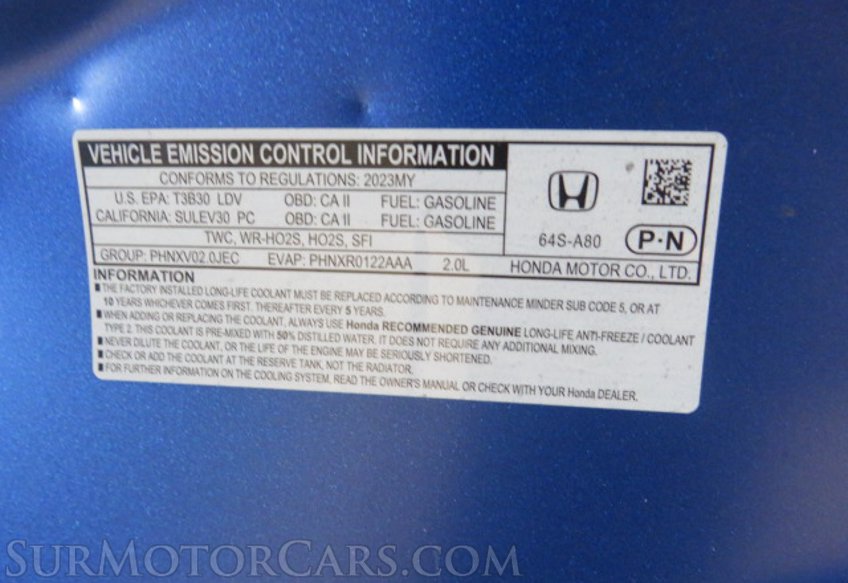 VEHICLE EMISSION CONTROL INFORMATION
CONFORMS TO REGULATIONS: 2023MY
U.S. EPA: T3B30 LDV OBD: CA II FUEL: GASOLINE
CALIFORNIA: SULEV30 PC OBD: CA II FUEL: GASOLINE
TWC, WR-HO2S, HO2S, SFI
64S-A80 P·N
GROUP: PHNXV02.0JEC EVAP: PHNXR0122AAA 2.0L HONDA MOTOR CO., LTD.
INFORMATION
■ THE FACTORY INSTALLED LONG-LIFE COOLANT MUST BE REPLACED ACCORDING TO MAINTENANCE MINDER SUB CODE 5, OR AT
10 YEARS WHICHEVER COMES FIRST. THEREAFTER EVERY 5 YEARS.
■ WHEN ADDING OR REPLACING THE COOLANT, ALWAYS USE Honda RECOMMENDED GENUINE LONG-LIFE ANTI-FREEZE / COOLANT
TYPE 2. THIS COOLANT IS PRE-MIXED WITH 50% DISTILLED WATER. IT DOES NOT REQUIRE ANY ADDITIONAL MIXING.
■ NEVER DILUTE THE COOLANT, OR THE LIFE OF THE ENGINE MAY BE SERIOUSLY SHORTENED.
■ CHECK OR ADD THE COOLANT AT THE RESERVE TANK, NOT THE RADIATOR.
■ FOR FURTHER INFORMATION ON THE COOLING SYSTEM, READ THE OWNER'S MANUAL OR CHECK WITH YOUR Honda DEALER.
SURMOTORCARS.COM